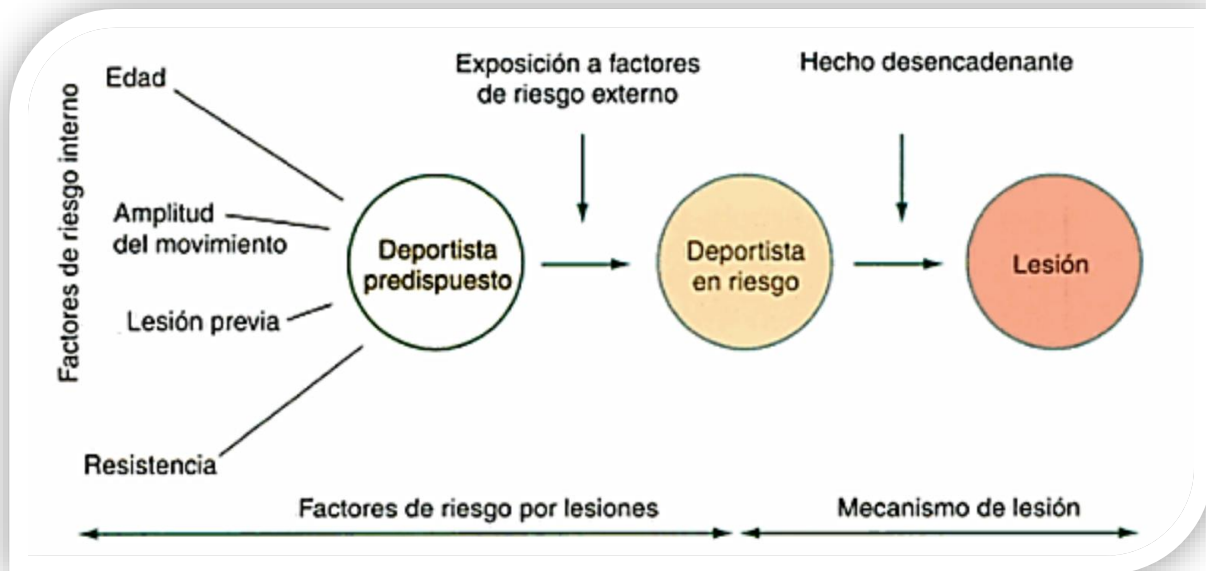 Factores de riesgo interno
Edad
Amplitud
del movimiento
Lesión previa
Resistencia
Deportista
predispuesto
Exposición a factores
de riesgo externo
Deportista
en riesgo
Hecho desencadenante
Lesión
Factores de riesgo por lesiones
Mecanismo de lesión